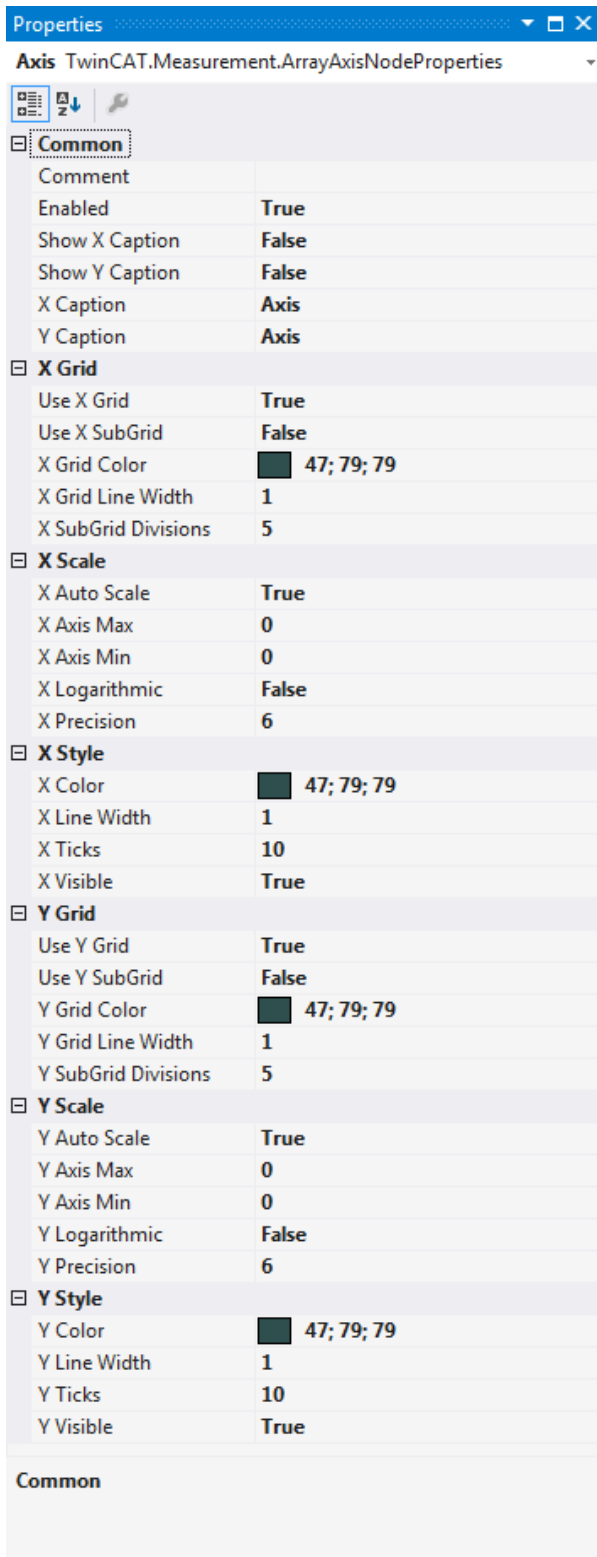 Properties
Axis TwinCAT.Measurement.ArrayAxisNodeProperties
Common
Comment
Enabled True
Show X Caption False
Show Y Caption False
X Caption Axis
Y Caption Axis
X Grid
Use X Grid True
Use X SubGrid False
X Grid Color 47; 79; 79
X Grid Line Width 1
X SubGrid Divisions 5
X Scale
X Auto Scale True
X Axis Max 0
X Axis Min 0
X Logarithmic False
X Precision 6
X Style
X Color 47; 79; 79
X Line Width 1
X Ticks 10
X Visible True
Y Grid
Use Y Grid True
Use Y SubGrid False
Y Grid Color 47; 79; 79
Y Grid Line Width 1
Y SubGrid Divisions 5
Y Scale
Y Auto Scale True
Y Axis Max 0
Y Axis Min 0
Y Logarithmic False
Y Precision 6
Y Style
Y Color 47; 79; 79
Y Line Width 1
Y Ticks 10
Y Visible True
Common